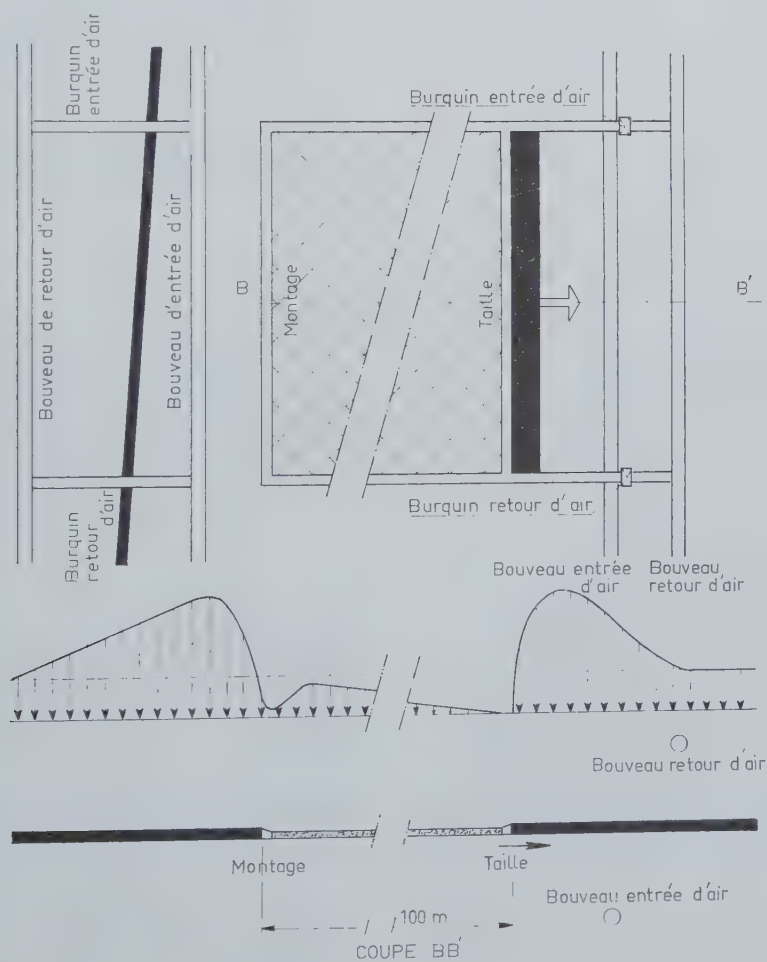 Burquin
entrée d'air
Bouveau de retour d'air
Bouveau d'entrée d'air
Burquin
retour
d'air
Burquin entrée d'air
B
Montage
Taille
B'
Burquin retour d'air
Bouveau entrée
d'air
Bouveau
retour d'air
Bouveau retour d'air
Montage
Taille
Bouveau entrée d'air
100 m
COUPE BB'